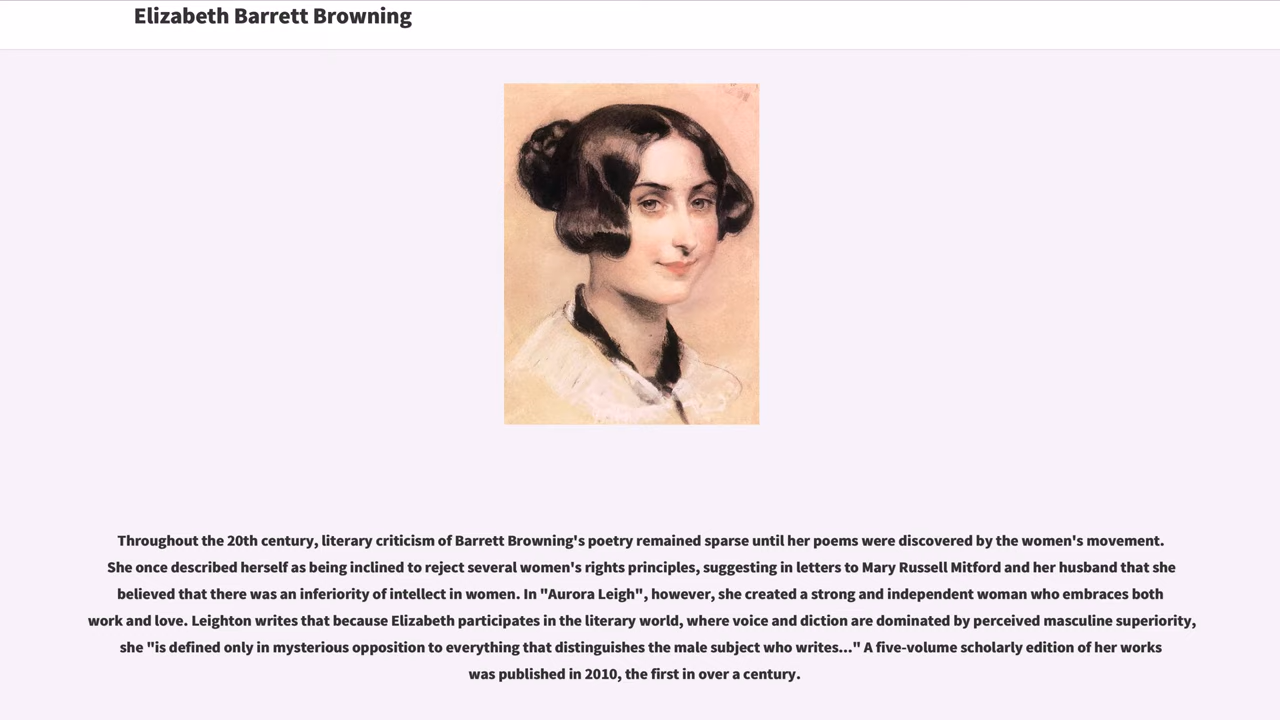 Elizabeth Barrett Browning
Throughout the 20th century, literary criticism of Barrett Browning's poetry remained sparse until her poems were discovered by the women's movement.
She once described herself as being inclined to reject several women's rights principles, suggesting in letters to Mary Russell Mitford and her husband that she
believed that there was an inferiority of intellect in women. In "Aurora Leigh", however, she created a strong and independent woman who embraces both
work and love. Leighton writes that because Elizabeth participates in the literary world, where voice and diction are dominated by perceived masculine superiority,
she "is defined only in mysterious opposition to everything that distinguishes the male subject who writes..." A five-volume scholarly edition of her works
was published in 2010, the first in over a century.